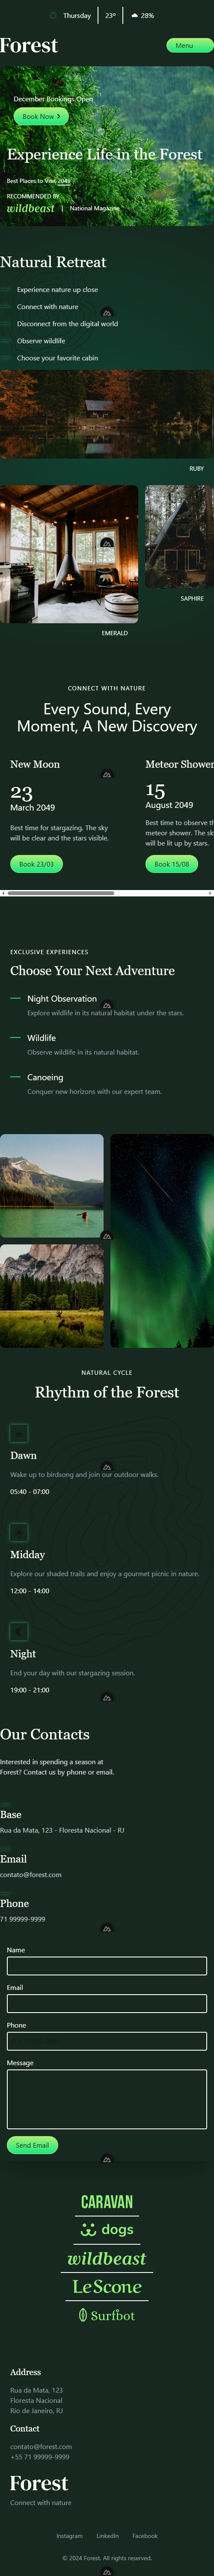 Thursday 23° 28%
Forest
Menu
December Bookings Open
Book Now
Experience Life in the Forest
Best Places to Visit 2049
RECOMMENDED BY
wildbeast National Magazine
Natural Retreat
Experience nature up close
Connect with nature
Disconnect from the digital world
Observe wildlife
Choose your favorite cabin
RUBY
SAPHIRE
EMERALD
CONNECT WITH NATURE
Every Sound, Every
Moment, A New Discovery
New Moon
23
March 2049
Best time for stargazing. The sky
will be clear and the stars visible.
Book 23/03
Meteor Shower
15
August 2049
Best time to observe th
meteor shower. The sk
will be lit up by stars.
Book 15/08
EXCLUSIVE EXPERIENCES
Choose Your Next Adventure
Night Observation
Explore wildlife in its natural habitat under the stars.
Wildlife
Observe wildlife in its natural habitat.
Canoeing
Conquer new horizons with our expert team.
NATURAL CYCLE
Rhythm of the Forest
Dawn
Wake up to birdsong and join our outdoor walks.
05:40 - 07:00
Midday
Explore our shaded trails and enjoy a gourmet picnic in nature.
12:00 - 14:00
Night
End your day with our stargazing session.
19:00 - 21:00
Our Contacts
Interested in spending a season at
Forest? Contact us by phone or email.
Base
Rua da Mata, 123 - Floresta Nacional - RJ
Email
contato@forest.com
Phone
71 99999-9999
Name
Email
Phone
Message
Send Email
CARAVAN
dogs
wildbeast
LeScone
Surfbot
Address
Rua da Mata, 123
Floresta Nacional
Rio de Janeiro, RJ
Contact
contato@forest.com
+55 71 99999-9999
Forest
Connect with nature
Instagram LinkedIn Facebook
© 2024 Forest. All rights reserved.